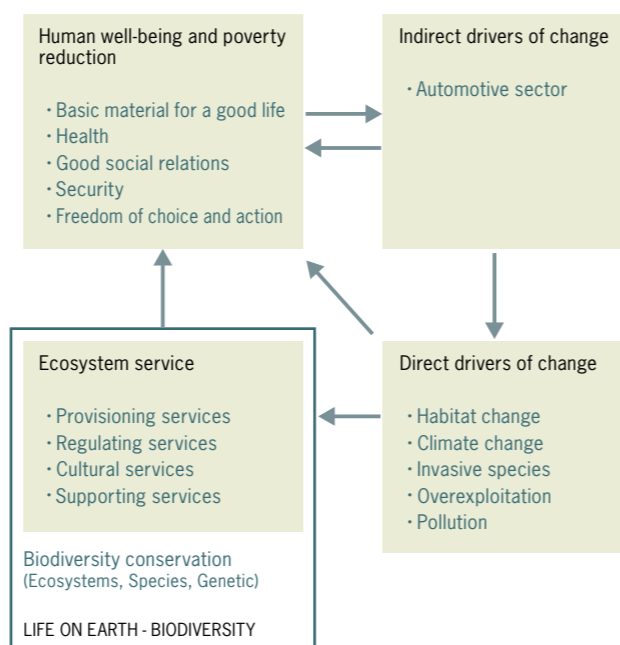 Human well-being and poverty
reduction
· Basic material for a good life
· Health
· Good social relations
· Security
· Freedom of choice and action
Indirect drivers of change
· Automotive sector
Ecosystem service
· Provisioning services
· Regulating services
· Cultural services
· Supporting services
Biodiversity conservation
(Ecosystems, Species, Genetic)
LIFE ON EARTH - BIODIVERSITY
Direct drivers of change
· Habitat change
· Climate change
· Invasive species
· Overexploitation
· Pollution